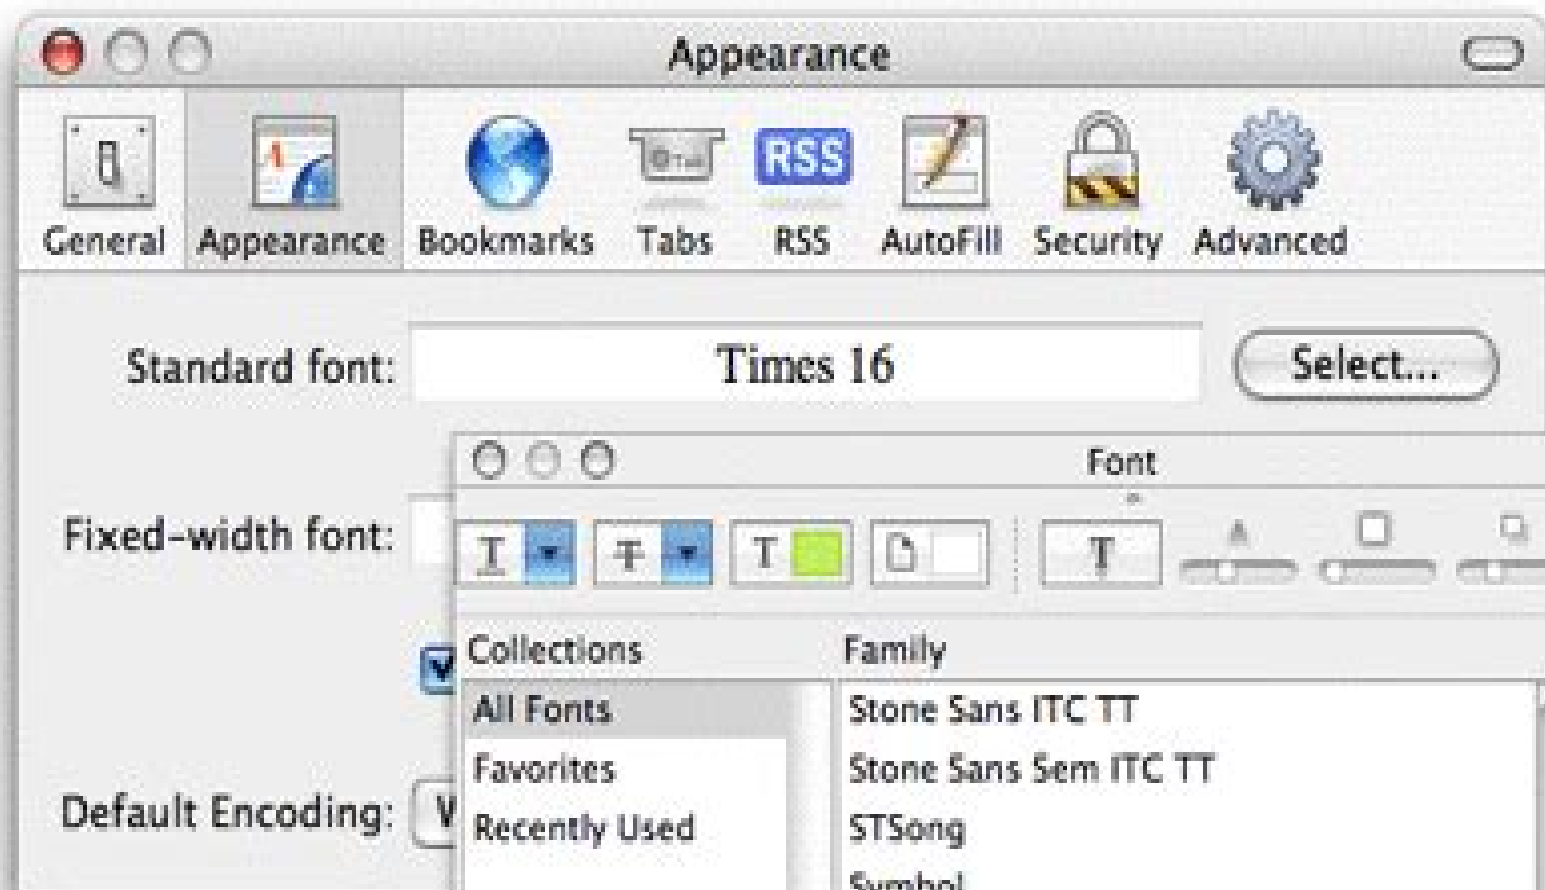 Appearance
General Appearance Bookmarks Tabs RSS AutoFill Security Advanced
RSS
Standard font: Times 16 Select...
Font
Fixed-width font:
T T T T
Collections Family
All Fonts Stone Sans ITC TT
Favorites Stone Sans Sem ITC TT
Default Encoding:
Recently Used STSong
Symbol